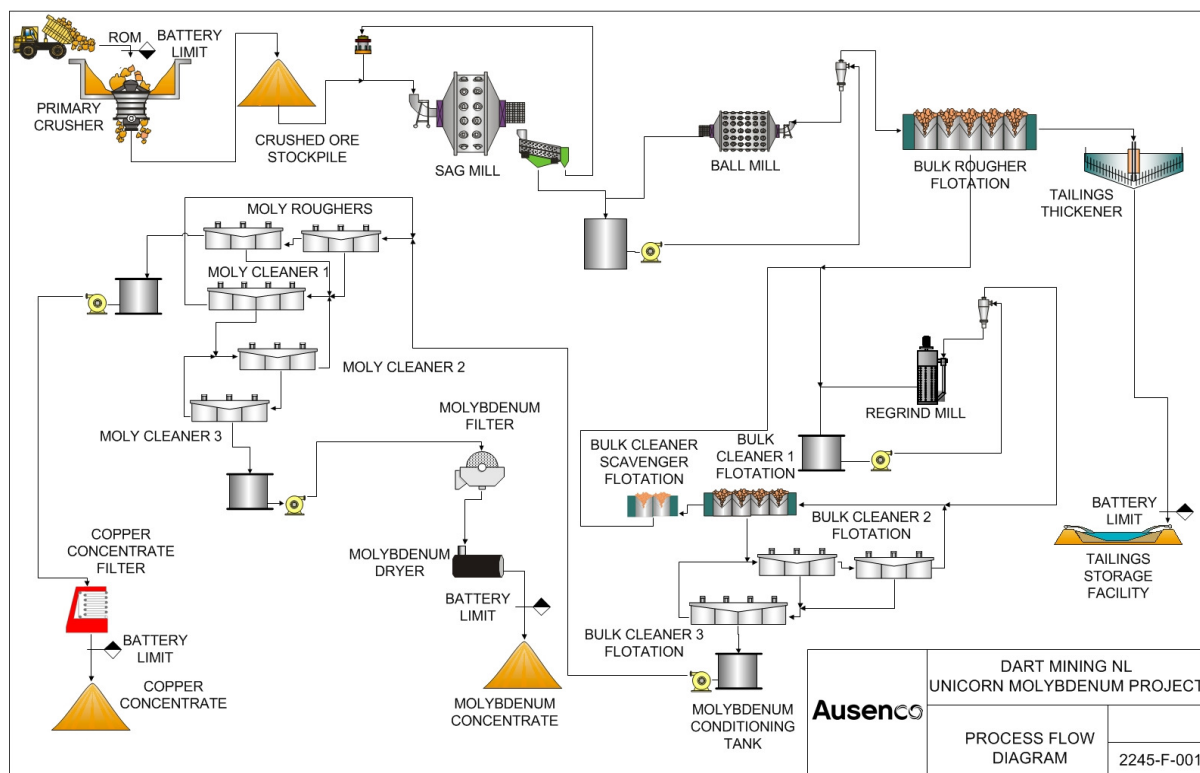 ROM
BATTERY
LIMIT
PRIMARY
CRUSHER
CRUSHED ORE
STOCKPILE
SAG MILL
BALL MILL
BULK ROUGHER
FLOTATION
TAILINGS
THICKENER
MOLY ROUGHERS
MOLY CLEANER 1
MOLY CLEANER 2
MOLY CLEANER 3
MOLYBDENUM
FILTER
REGRIND MILL
BULK CLEANER
SCAVENGER
FLOTATION
BULK
CLEANER 1
FLOTATION
BULK CLEANER 2
FLOTATION
BATTERY
LIMIT
TAILINGS
STORAGE
FACILITY
COPPER
CONCENTRATE
FILTER
MOLYBDENUM
DRYER
BATTERY
LIMIT
BULK CLEANER 3
FLOTATION
BATTERY
LIMIT
COPPER
CONCENTRATE
MOLYBDENUM
CONCENTRATE
MOLYBDENUM
CONDITIONING
TANK
Ausenco
DART MINING NL
UNICORN MOLYBDENUM PROJECT
PROCESS FLOW
DIAGRAM
2245-F-001